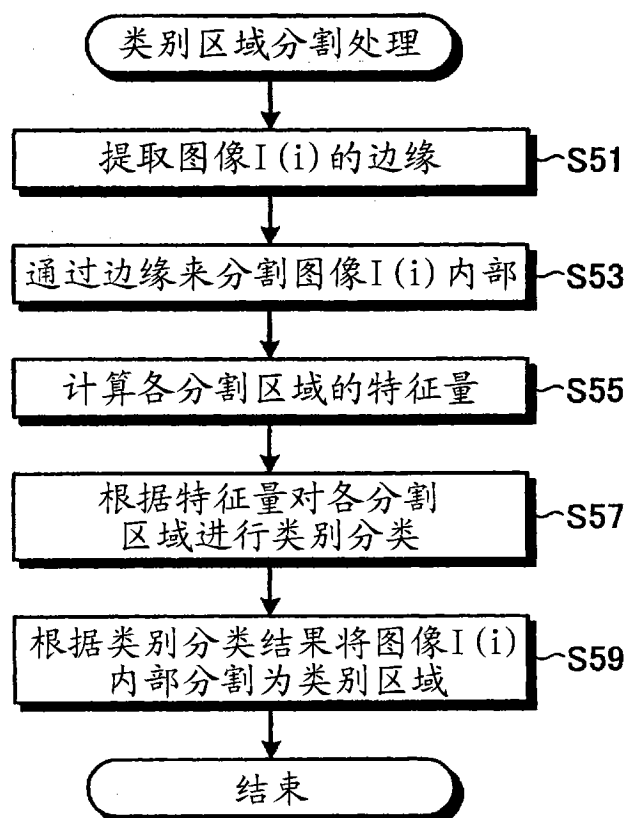 类别区域分割处理
提取图像I(i)的边缘
S51
通过边缘来分割图像I(i)内部
S53
计算各分割区域的特征量
S55
根据特征量对各分割
区域进行类别分类
S57
根据类别分类结果将图像I(i)
内部分割为类别区域
S59
结束